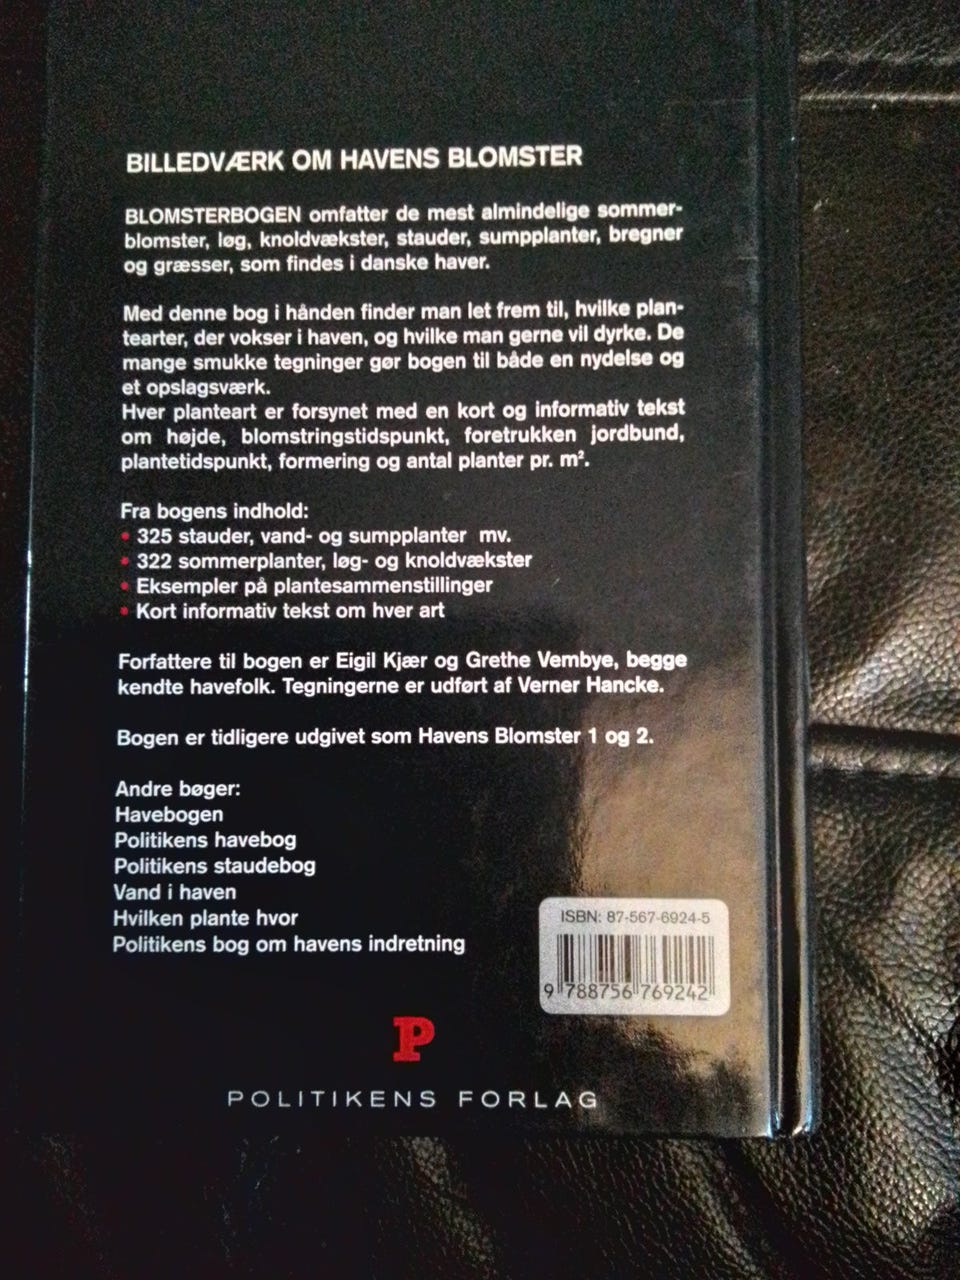 BILLEDVÆRK OM HAVENS BLOMSTER
BLOMSTERBOGEN omfatter de mest almindelige sommer-
blomster, løg, knoldvækster, stauder, sumpplanter, bregner
og græsser, som findes i danske haver.
Med denne bog i hånden finder man let frem til, hvilke plan-
tearter, der vokser i haven, og hvilke man gerne vil dyrke. De
mange smukke tegninger gør bogen til både en nydelse og
et opslagsværk.
Hver planteart er forsynet med en kort og informativ tekst
om højde, blomstringstidspunkt, foretrukken jordbund,
plantetidspunkt, formering og antal planter pr. m².
Fra bogens indhold:
• 325 stauder, vand- og sumpplanter mv.
• 322 sommerplanter, løg- og knoldvækster
• Eksempler på plantesammenstillinger
• Kort informativ tekst om hver art
Forfattere til bogen er Eigil Kjær og Grethe Vembye, begge
kendte havefolk. Tegningerne er udført af Verner Hancke.
Bogen er tidligere udgivet som Havens Blomster 1 og 2.
Andre bøger:
Havebogen
Politikens havebog
Politikens staudebog
Vand i haven
Hvilken plante hvor
Politikens bog om havens indretning
ISBN: 87-567-6924-5
9 788756 769242
P
POLITIKENS FORLAG